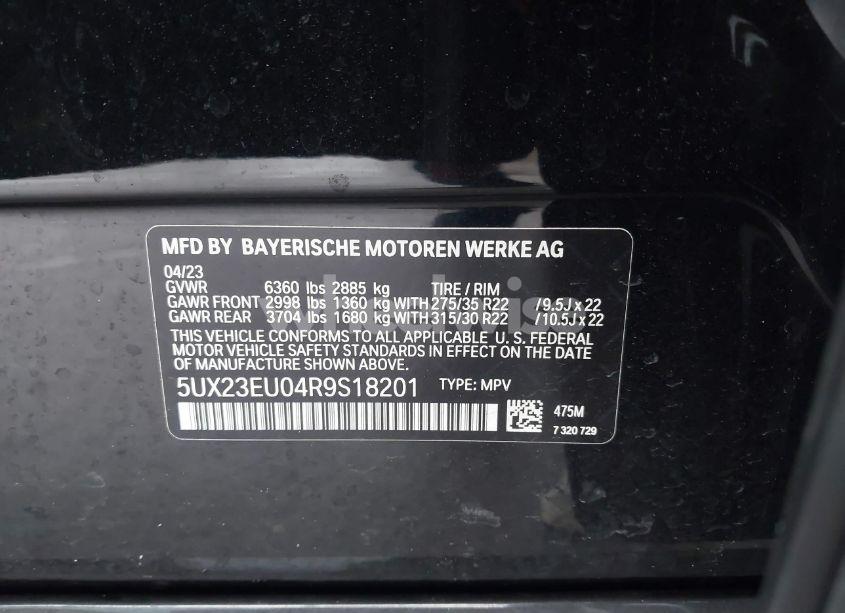 MFD BY BAYERISCHE MOTOREN WERKE AG
04/23
GVWR 6360 lbs 2885 kg TIRE / RIM
GAWR FRONT 2998 lbs 1360 kg WITH 275/35 R22 /9.5J x 22
GAWR REAR 3704 lbs 1680 kg WITH 315/30 R22 /10.5J x 22
THIS VEHICLE CONFORMS TO ALL APPLICABLE U. S. FEDERAL
MOTOR VEHICLE SAFETY STANDARDS IN EFFECT ON THE DATE
OF MANUFACTURE SHOWN ABOVE.
5UX23EU04R9S18201 TYPE: MPV
475M
7 320 729